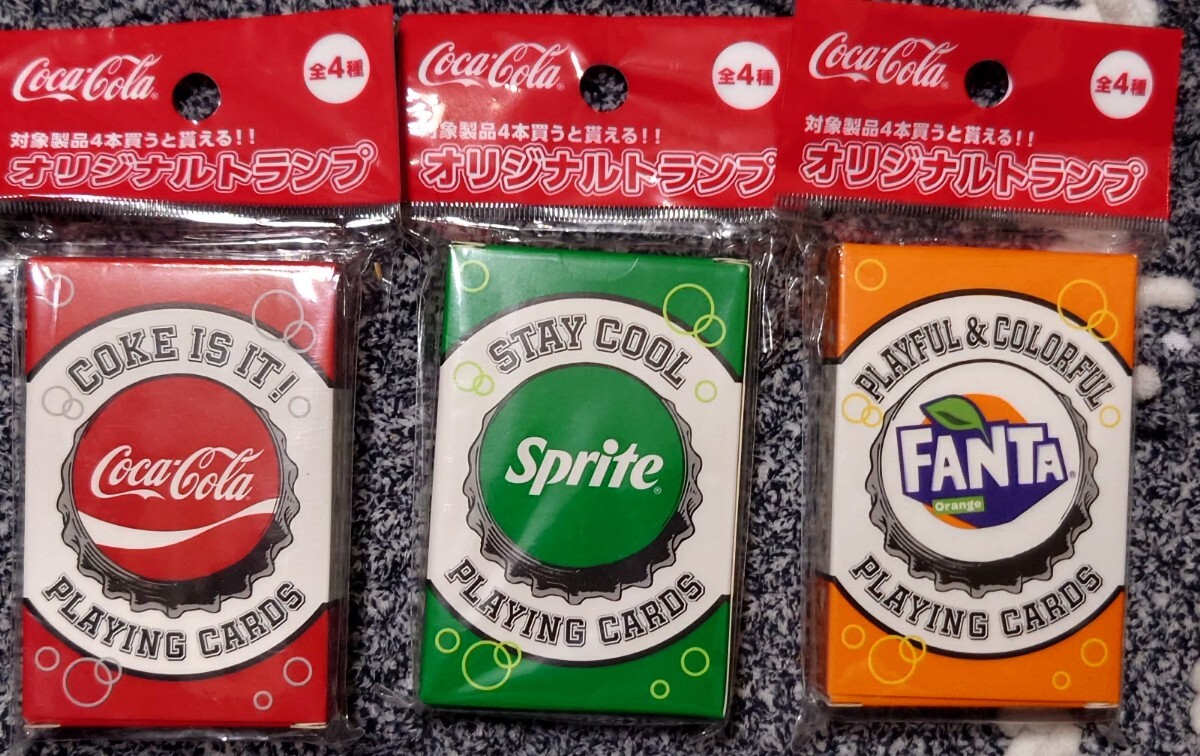 Coca-Cola
全4種
対象製品4本買うと貰える!!
オリジナルトランプ
COKE IS IT!
Coca-Cola
PLAYING CARDS
Coca-Cola
全4種
対象製品4本買うと貰える!!
オリジナルトランプ
STAY COOL
Sprite
PLAYING CARDS
Coca-Cola
全4種
対象製品4本買うと貰える!!
オリジナルトランプ
PLAYFUL & COLORFUL
FANTA
Orange
PLAYING CARDS